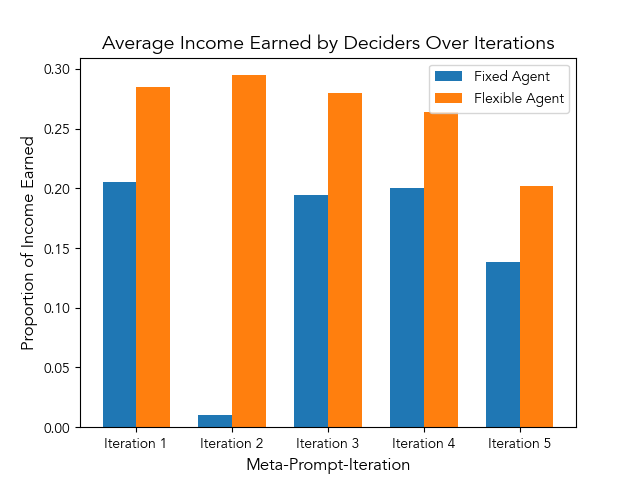 Average Income Earned by Deciders Over Iterations
Fixed Agent
Flexible Agent
Proportion of Income Earned
0.30
0.25
0.20
0.15
0.10
0.05
0.00
Iteration 1
Iteration 2
Iteration 3
Iteration 4
Iteration 5
Meta-Prompt-Iteration